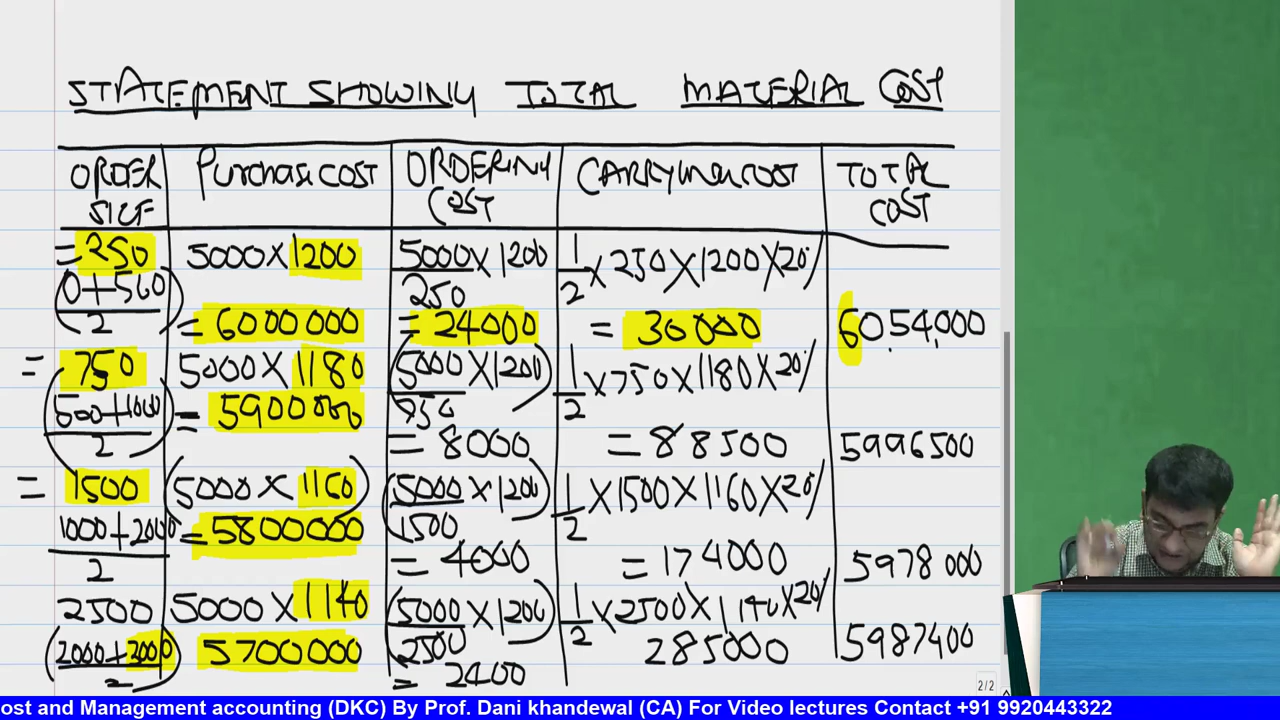 STATEMENT SHOWING TOTAL MATERIAL COST
ORDER SIZE
PURCHASE COST
ORDERING COST
CARRYING COST
TOTAL COST
= 250
(0+500)
2
5000 X 1200
= 6000000
5000 X 1200
250
= 24000
1 X 250 X 1200 X 20%
2
= 30000
6054,000
= 750
(500+1000)
2
5000 X 1180
= 5900000
(5000 X 1200)
750
= 8000
1 X 750 X 1180 X 20%
2
= 88500
5996500
= 1500
1000+2000
2
(5000 X 1160)
= 5800000
(5000 X 1200)
1500
= 4000
1 X 1500 X 1160 X 20%
2
= 174000
5978000
2500
(2000+3000)
2
5000 X 1140
5700000
(5000 X 1200)
2500
= 2400
1 X 2500 X 1140 X 20%
2
285000
5987400
2/2
ost and Management accounting (DKC) By Prof. Dani khandewal (CA) For Video lectures Contact +91 9920443322